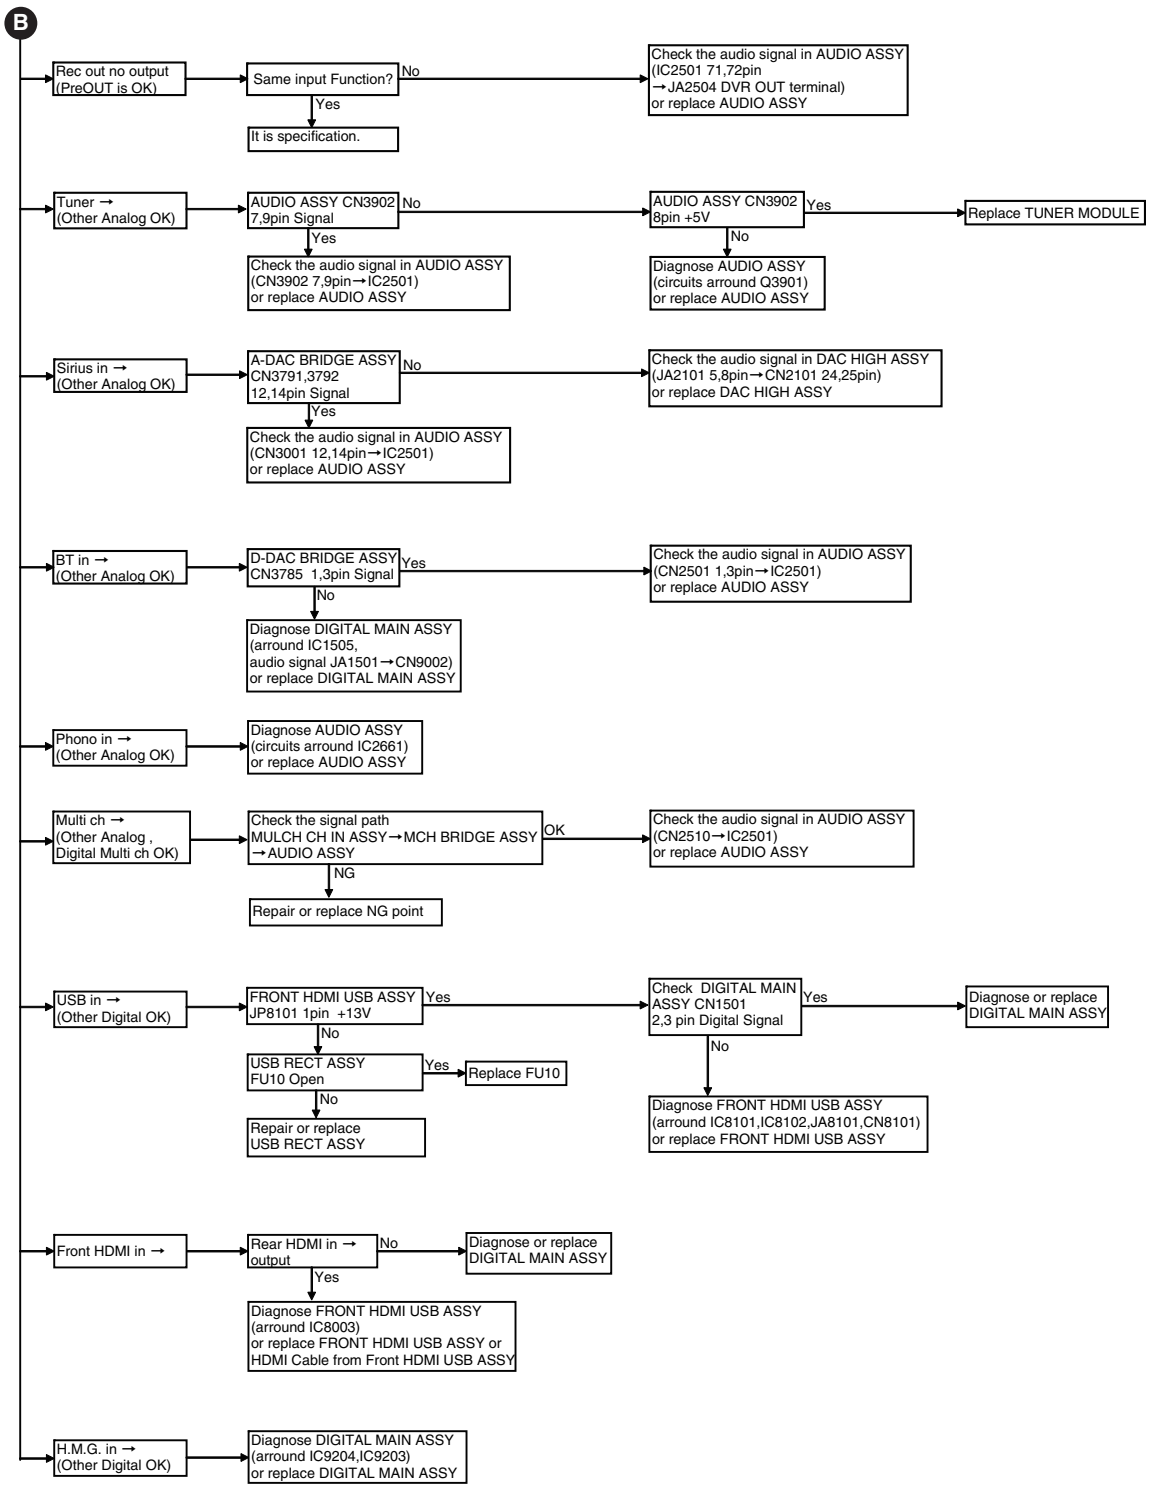 B
Rec out no output
(PreOUT is OK)
Same input Function?
No
Check the audio signal in AUDIO ASSY
(IC2501 71,72pin
→JA2504 DVR OUT terminal)
or replace AUDIO ASSY
Yes
It is specification.
Tuner →
(Other Analog OK)
AUDIO ASSY CN3902
7,9pin Signal
No
AUDIO ASSY CN3902
8pin +5V
Yes
Replace TUNER MODULE
Yes
Check the audio signal in AUDIO ASSY
(CN3902 7,9pin→IC2501)
or replace AUDIO ASSY
No
Diagnose AUDIO ASSY
(circuits arround Q3901)
or replace AUDIO ASSY
Sirius in →
(Other Analog OK)
A-DAC BRIDGE ASSY
CN3791,3792
12,14pin Signal
No
Check the audio signal in DAC HIGH ASSY
(JA2101 5,8pin→CN2101 24,25pin)
or replace DAC HIGH ASSY
Yes
Check the audio signal in AUDIO ASSY
(CN3001 12,14pin→IC2501)
or replace AUDIO ASSY
BT in →
(Other Analog OK)
D-DAC BRIDGE ASSY
CN3785 1,3pin Signal
Yes
Check the audio signal in AUDIO ASSY
(CN2501 1,3pin→IC2501)
or replace AUDIO ASSY
No
Diagnose DIGITAL MAIN ASSY
(arround IC1505,
audio signal JA1501→CN9002)
or replace DIGITAL MAIN ASSY
Phono in →
(Other Analog OK)
Diagnose AUDIO ASSY
(circuits arround IC2661)
or replace AUDIO ASSY
Multi ch →
(Other Analog ,
Digital Multi ch OK)
Check the signal path
MULCH CH IN ASSY→MCH BRIDGE ASSY
→AUDIO ASSY
OK
Check the audio signal in AUDIO ASSY
(CN2510→IC2501)
or replace AUDIO ASSY
NG
Repair or replace NG point
USB in →
(Other Digital OK)
FRONT HDMI USB ASSY
JP8101 1pin +13V
Yes
Check DIGITAL MAIN
ASSY CN1501
2,3 pin Digital Signal
Yes
Diagnose or replace
DIGITAL MAIN ASSY
No
USB RECT ASSY
FU10 Open
Yes
Replace FU10
No
Repair or replace
USB RECT ASSY
No
Diagnose FRONT HDMI USB ASSY
(arround IC8101,IC8102,JA8101,CN8101)
or replace FRONT HDMI USB ASSY
Front HDMI in →
Rear HDMI in →
output
No
Diagnose or replace
DIGITAL MAIN ASSY
Yes
Diagnose FRONT HDMI USB ASSY
(arround IC8003)
or replace FRONT HDMI USB ASSY or
HDMI Cable from Front HDMI USB ASSY
H.M.G. in →
(Other Digital OK)
Diagnose DIGITAL MAIN ASSY
(arround IC9204,IC9203)
or replace DIGITAL MAIN ASSY